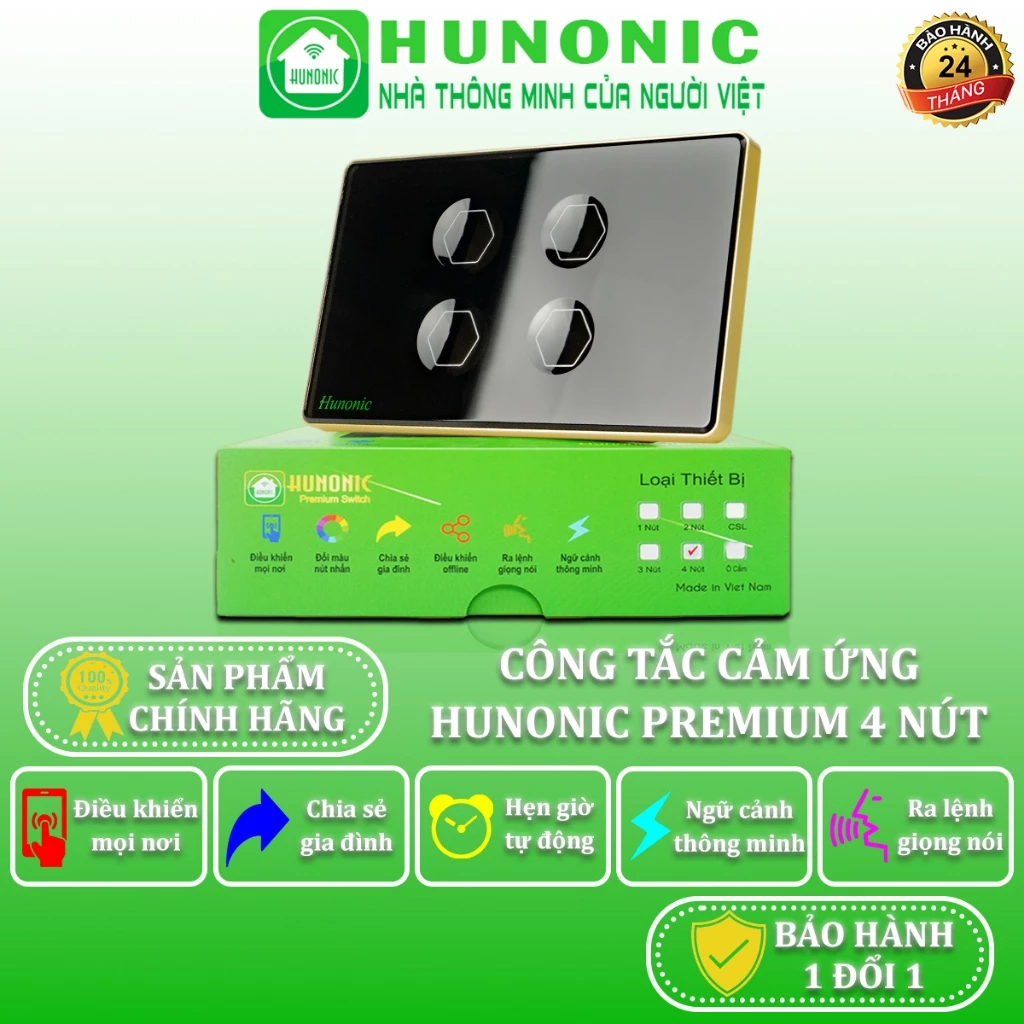 HUNONIC
HUNONIC
NHÀ THÔNG MINH CỦA NGƯỜI VIỆT
BẢO HÀNH
24
THÁNG
Hunonic
HUNONIC
Premium Switch
Điều khiển
mọi nơi
Đổi màu
nút nhấn
Chia sẻ
gia đình
Điều khiển
offline
Ra lệnh
giọng nói
Ngữ cảnh
thông minh
Loại Thiết Bị
1 Nút
2 Nút
CSL
3 Nút
4 Nút
Ổ Cắm
Made in Viet Nam
100%
Quality
SẢN PHẨM
CHÍNH HÃNG
CÔNG TẮC CẢM ỨNG
HUNONIC PREMIUM 4 NÚT
Điều khiển
mọi nơi
Chia sẻ
gia đình
Hẹn giờ
tự động
Ngữ cảnh
thông minh
Ra lệnh
giọng nói
BẢO HÀNH
1 ĐỔI 1